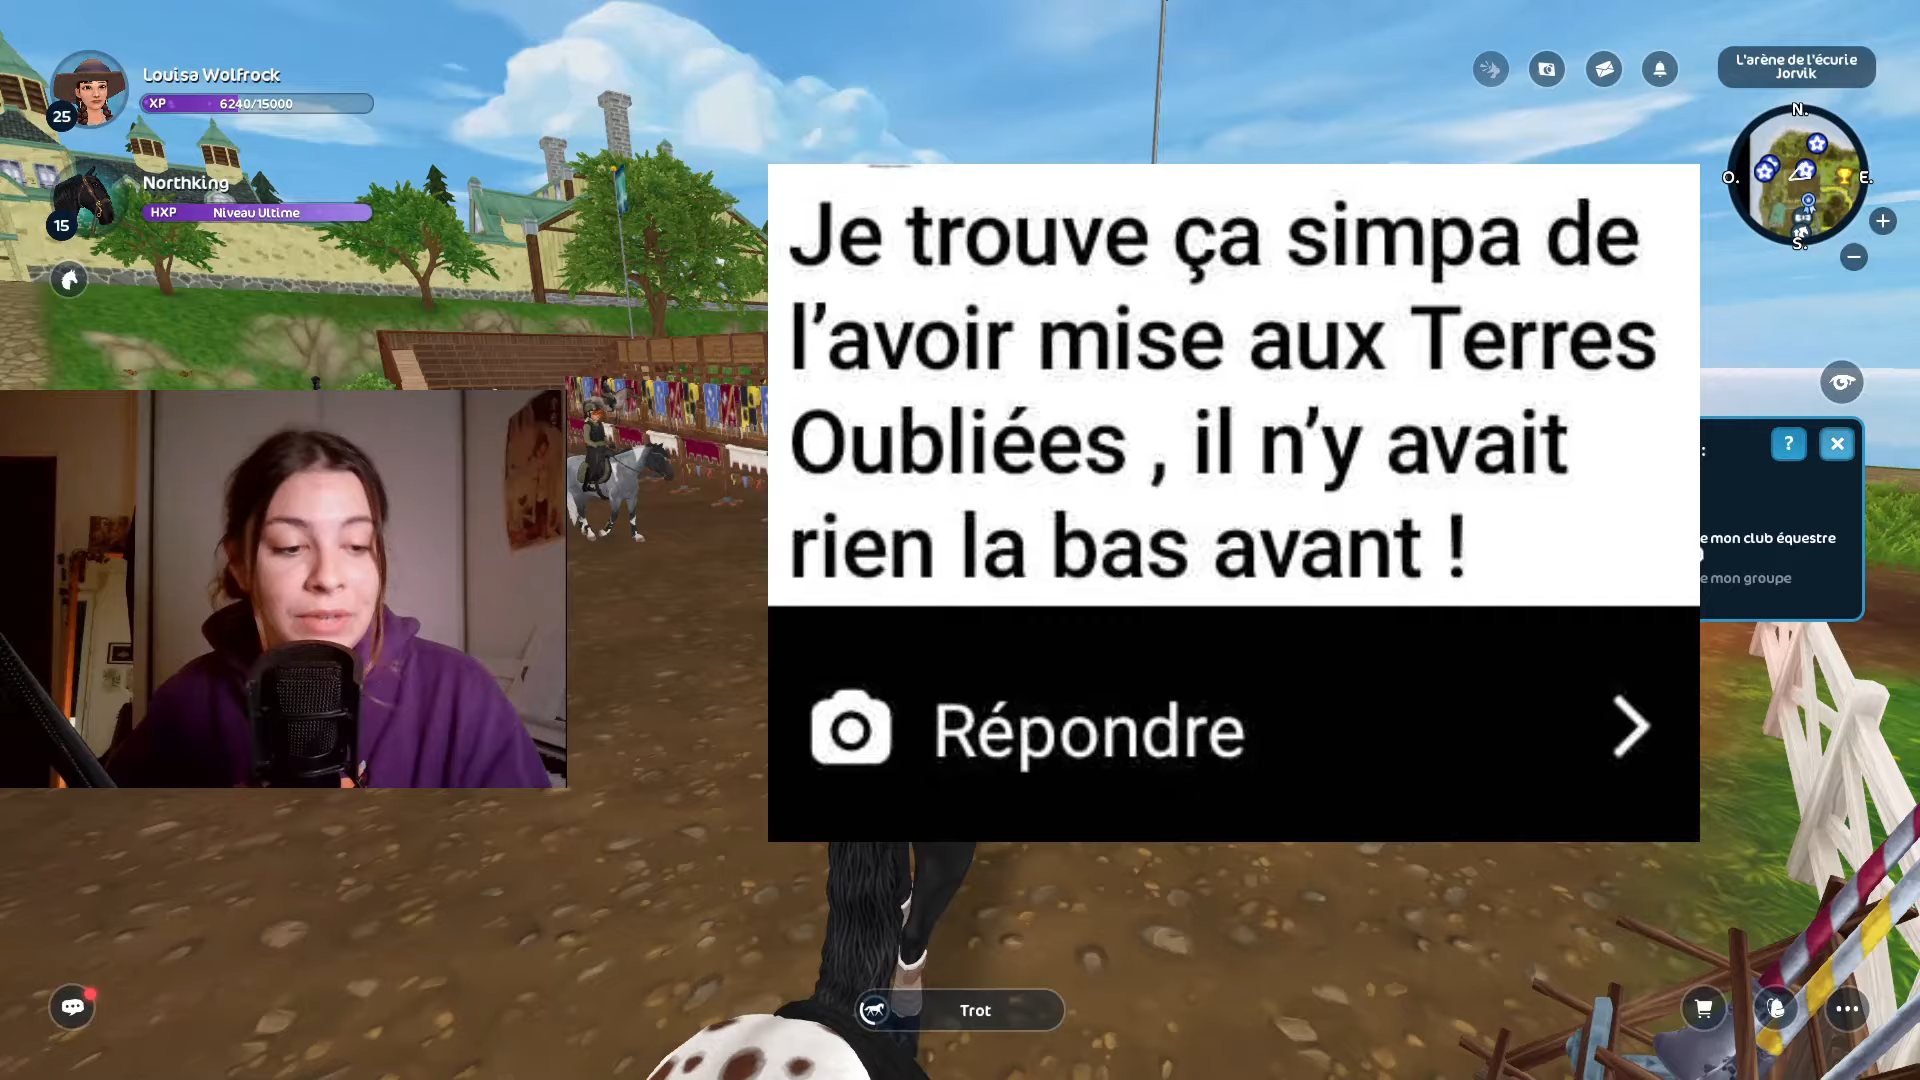 Louisa Wolfrock
XP 6240/15000
25
Northking
HXP Niveau Ultime
15
L'arène de l'écurie
Jorvik
N.
O.
E.
S.
Je trouve ça simpa de
l'avoir mise aux Terres
Oubliées , il n'y avait
rien la bas avant !
Répondre
:
?
e mon club équestre
e mon groupe
Trot